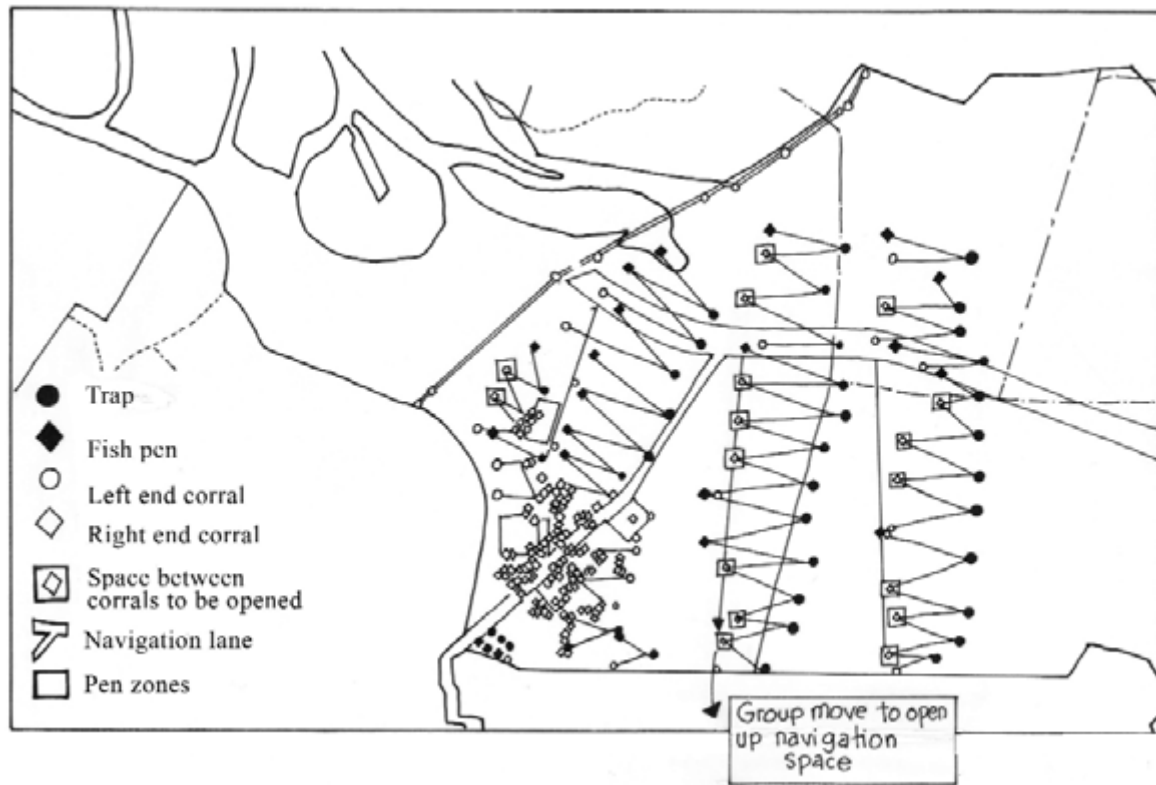 Trap
Fish pen
Left end corral
Right end corral
Space between
corrals to be opened
Navigation lane
Pen zones
Group move to open
up navigation
space